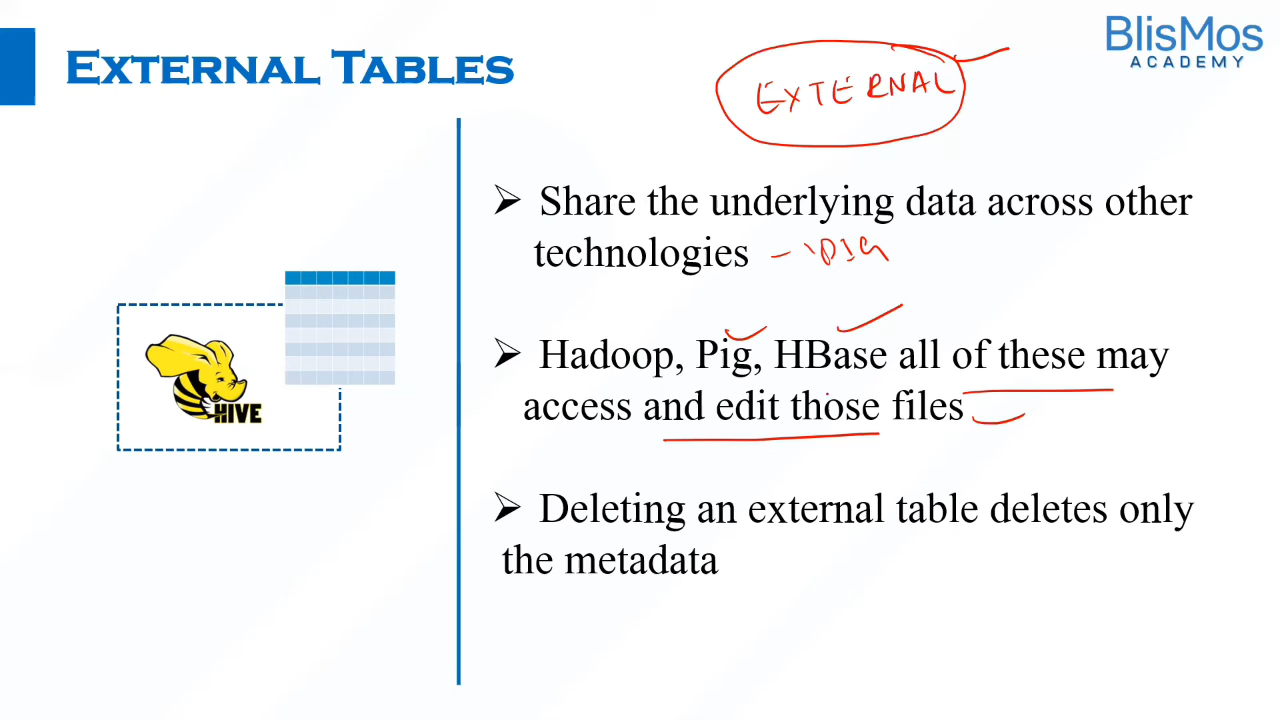 EXTERNAL TABLES
BlisMos
ACADEMY
EXTERNAL
➢ Share the underlying data across other
technologies - PIG
➢ Hadoop, Pig, HBase all of these may
access and edit those files
➢ Deleting an external table deletes only
the metadata
HIVE